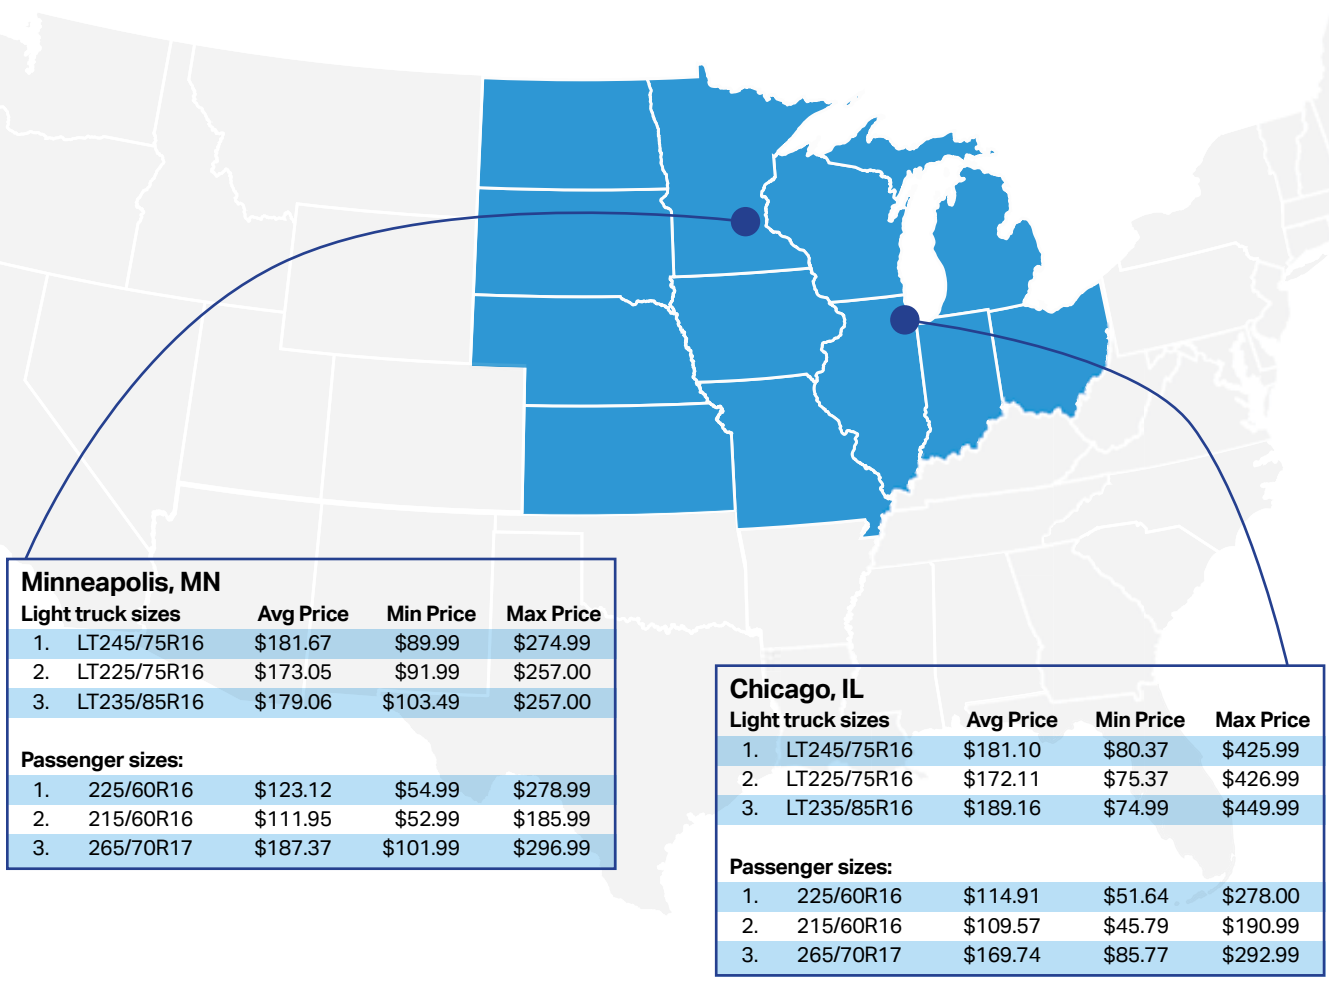 Minneapolis, MN
Light truck sizes Avg Price Min Price Max Price
1. LT245/75R16 $181.67 $89.99 $274.99
2. LT225/75R16 $173.05 $91.99 $257.00
3. LT235/85R16 $179.06 $103.49 $257.00
Passenger sizes:
1. 225/60R16 $123.12 $54.99 $278.99
2. 215/60R16 $111.95 $52.99 $185.99
3. 265/70R17 $187.37 $101.99 $296.99
Chicago, IL
Light truck sizes Avg Price Min Price Max Price
1. LT245/75R16 $181.10 $80.37 $425.99
2. LT225/75R16 $172.11 $75.37 $426.99
3. LT235/85R16 $189.16 $74.99 $449.99
Passenger sizes:
1. 225/60R16 $114.91 $51.64 $278.00
2. 215/60R16 $109.57 $45.79 $190.99
3. 265/70R17 $169.74 $85.77 $292.99